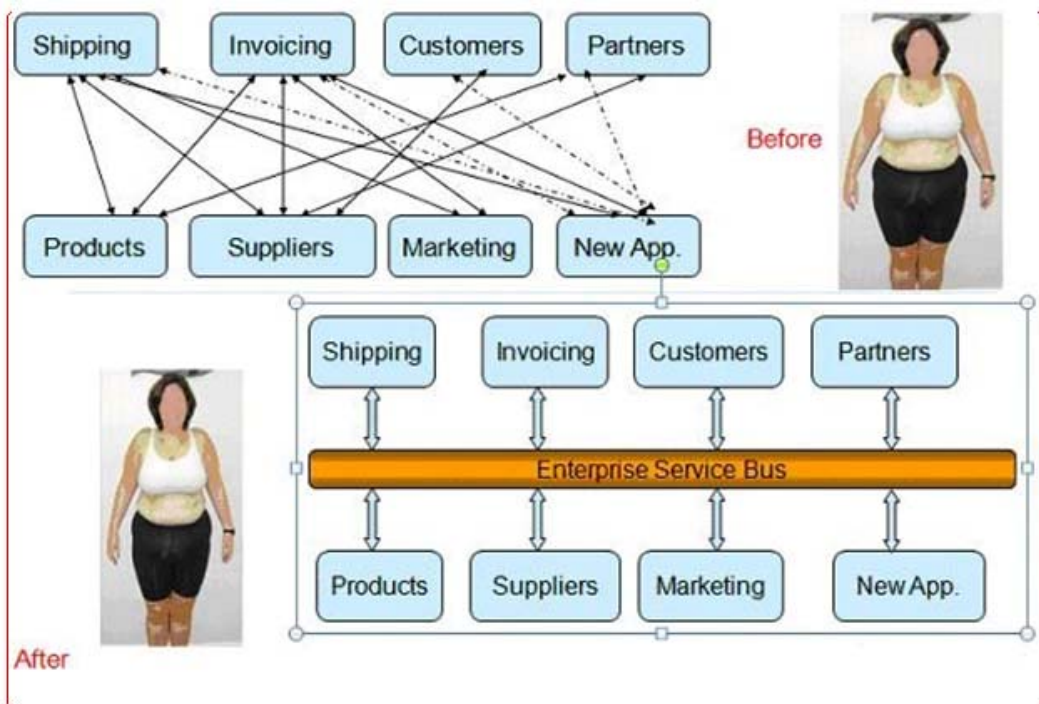 Shipping
Invoicing
Customers
Partners
Before
Products
Suppliers
Marketing
New App.
Shipping
Invoicing
Customers
Partners
Enterprise Service Bus
Products
Suppliers
Marketing
New App.
After